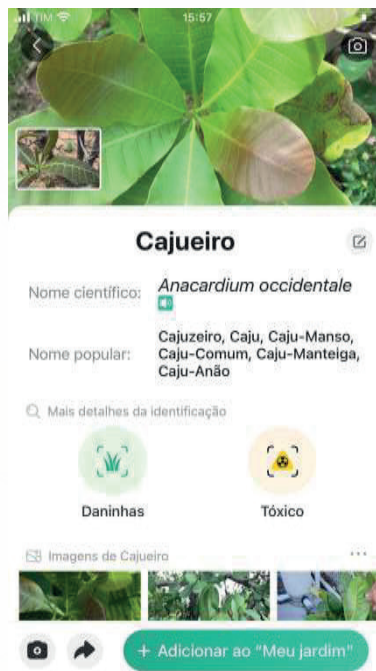 TIM 15:57
Cajueiro
Nome científico: Anacardium occidentale
Nome popular: Cajuzeiro, Caju, Caju-Manso,
Caju-Comum, Caju-Manteiga,
Caju-Anão
Mais detalhes da identificação
Daninhas Tóxico
Imagens de Cajueiro
+ Adicionar ao "Meu jardim"